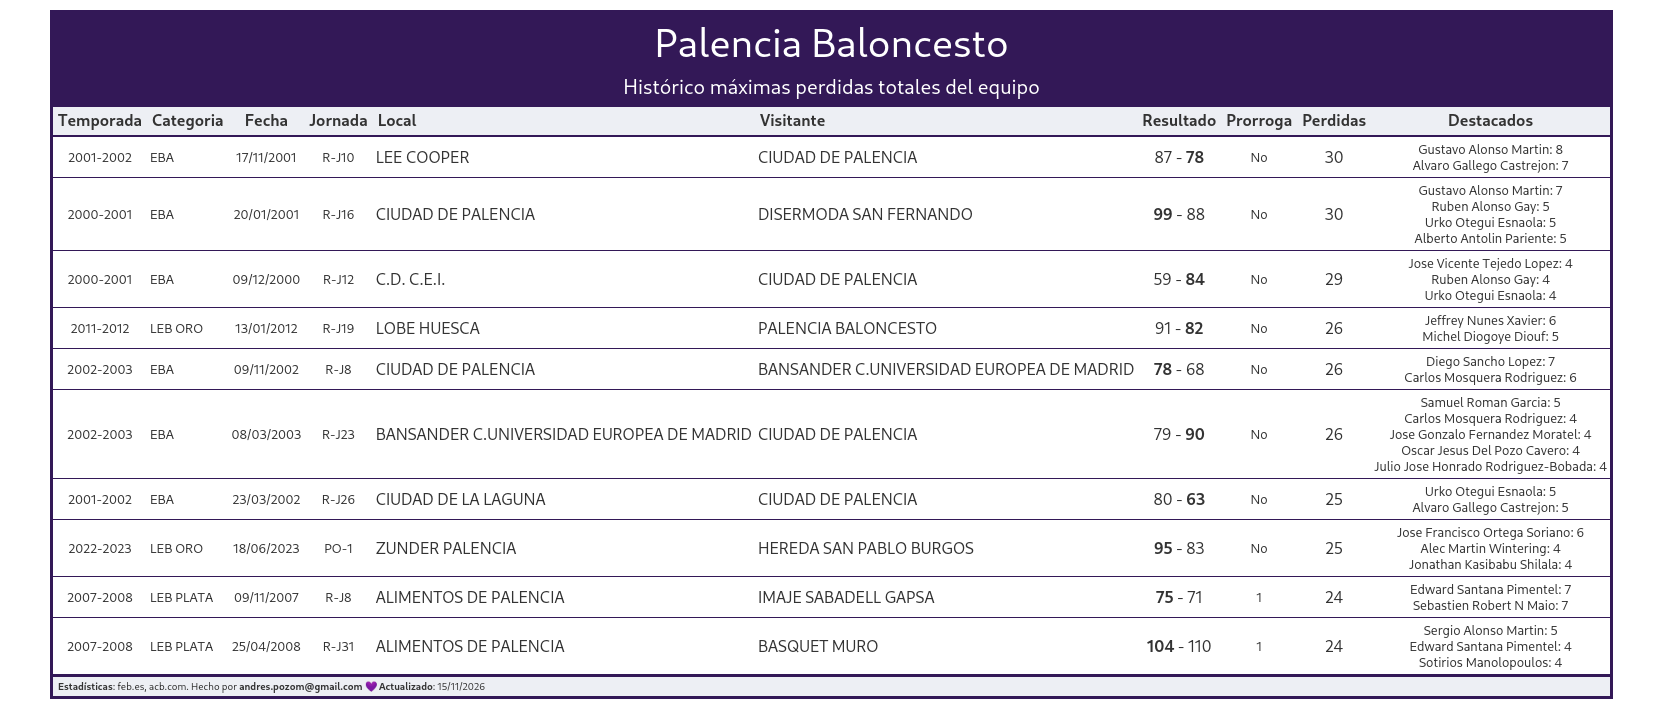 Palencia Baloncesto
Histórico máximas perdidas totales del equipo
Temporada Categoria Fecha Jornada Local Visitante Resultado Prorroga Perdidas Destacados
2001-2002 EBA 17/11/2001 R-J10 LEE COOPER CIUDAD DE PALENCIA 87 - 78 No 30 Gustavo Alonso Martin: 8
Alvaro Gallego Castrejon: 7
2000-2001 EBA 20/01/2001 R-J16 CIUDAD DE PALENCIA DISERMODA SAN FERNANDO 99 - 88 No 30 Gustavo Alonso Martin: 7
Ruben Alonso Gay: 5
Urko Otegui Esnaola: 5
Alberto Antolin Pariente: 5
2000-2001 EBA 09/12/2000 R-J12 C.D. C.E.I. CIUDAD DE PALENCIA 59 - 84 No 29 Jose Vicente Tejedo Lopez: 4
Ruben Alonso Gay: 4
Urko Otegui Esnaola: 4
2011-2012 LEB ORO 13/01/2012 R-J19 LOBE HUESCA PALENCIA BALONCESTO 91 - 82 No 26 Jeffrey Nunes Xavier: 6
Michel Diogoye Diouf: 5
2002-2003 EBA 09/11/2002 R-J8 CIUDAD DE PALENCIA BANSANDER C.UNIVERSIDAD EUROPEA DE MADRID 78 - 68 No 26 Diego Sancho Lopez: 7
Carlos Mosquera Rodriguez: 6
2002-2003 EBA 08/03/2003 R-J23 BANSANDER C.UNIVERSIDAD EUROPEA DE MADRID CIUDAD DE PALENCIA 79 - 90 No 26 Samuel Roman Garcia: 5
Carlos Mosquera Rodriguez: 4
Jose Gonzalo Fernandez Moratel: 4
Oscar Jesus Del Pozo Cavero: 4
Julio Jose Honrado Rodriguez-Bobada: 4
2001-2002 EBA 23/03/2002 R-J26 CIUDAD DE LA LAGUNA CIUDAD DE PALENCIA 80 - 63 No 25 Urko Otegui Esnaola: 5
Alvaro Gallego Castrejon: 5
2022-2023 LEB ORO 18/06/2023 PO-1 ZUNDER PALENCIA HEREDA SAN PABLO BURGOS 95 - 83 No 25 Jose Francisco Ortega Soriano: 6
Alec Martin Wintering: 4
Jonathan Kasibabu Shilala: 4
2007-2008 LEB PLATA 09/11/2007 R-J8 ALIMENTOS DE PALENCIA IMAJE SABADELL GAPSA 75 - 71 1 24 Edward Santana Pimentel: 7
Sebastien Robert N Maio: 7
2007-2008 LEB PLATA 25/04/2008 R-J31 ALIMENTOS DE PALENCIA BASQUET MURO 104 - 110 1 24 Sergio Alonso Martin: 5
Edward Santana Pimentel: 4
Sotirios Manolopoulos: 4
Estadísticas: feb.es, acb.com. Hecho por andres.pozom@gmail.com 💜 Actualizado: 15/11/2026